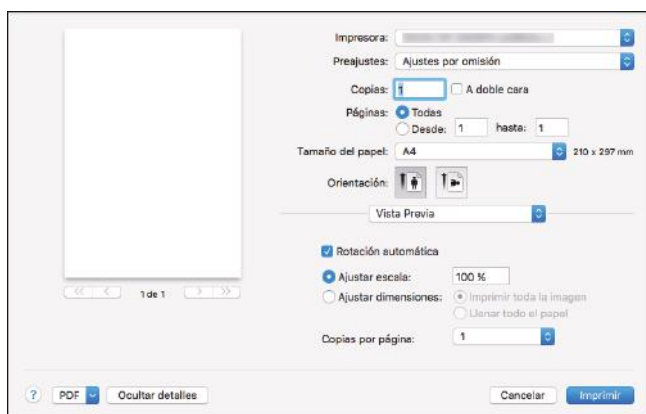 Impresora:
Preajustes: Ajustes por omisión
Copias: 1 A doble cara
Páginas: Todas
Desde: 1 hasta: 1
Tamaño del papel: A4 210 x 297 mm
Orientación:
Vista Previa
Rotación automática
Ajustar escala: 100 %
Ajustar dimensiones: Imprimir toda la imagen
Llenar todo el papel
Copias por página: 1
1 de 1
? PDF Ocultar detalles Cancelar Imprimir